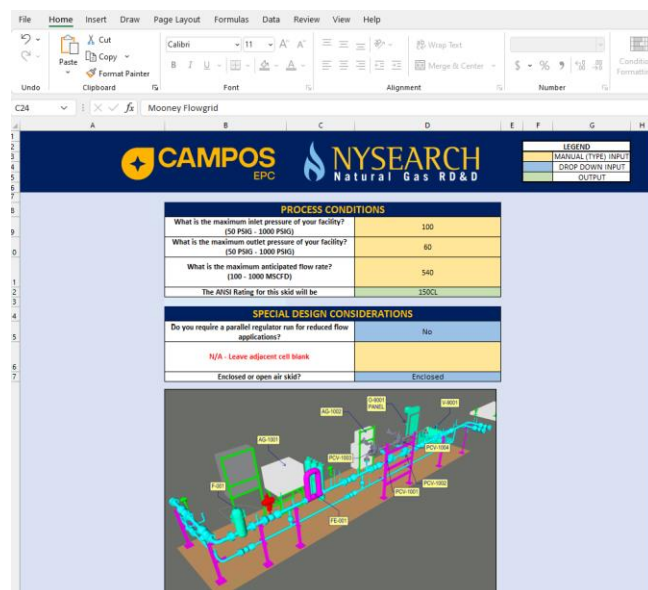 File Home Insert Draw Page Layout Formulas Data Review View Help
Cut
Copy
Format Painter
Paste
Calibri 11
Wrap Text
Merge & Center
Conditio
Formatting
Undo Clipboard Font Alignment Number
C24 fx Mooney Flowgrid
A B C D E F G H
CAMPOS
EPC
NYSEARCH
Natural Gas RD&D
LEGEND
MANUAL (TYPE) INPUT
DROP DOWN INPUT
OUTPUT
PROCESS CONDITIONS
What is the maximum inlet pressure of your facility?
(50 PSIG - 1000 PSIG)
100
What is the maximum outlet pressure of your facility?
(50 PSIG - 1000 PSIG)
60
What is the maximum anticipated flow rate?
(100 - 1000 MSCFD)
540
The ANSI Rating for this skid will be 150CL
SPECIAL DESIGN CONSIDERATIONS
Do you require a parallel regulator run for reduced flow
applications?
No
N/A - Leave adjacent cell blank
Enclosed or open air skid? Enclosed
AG-1002
PANEL
V-8001
AG-1001
PCV-1003
PCV-1004
F-001
PCV-1002
PCV-1001
FE-001